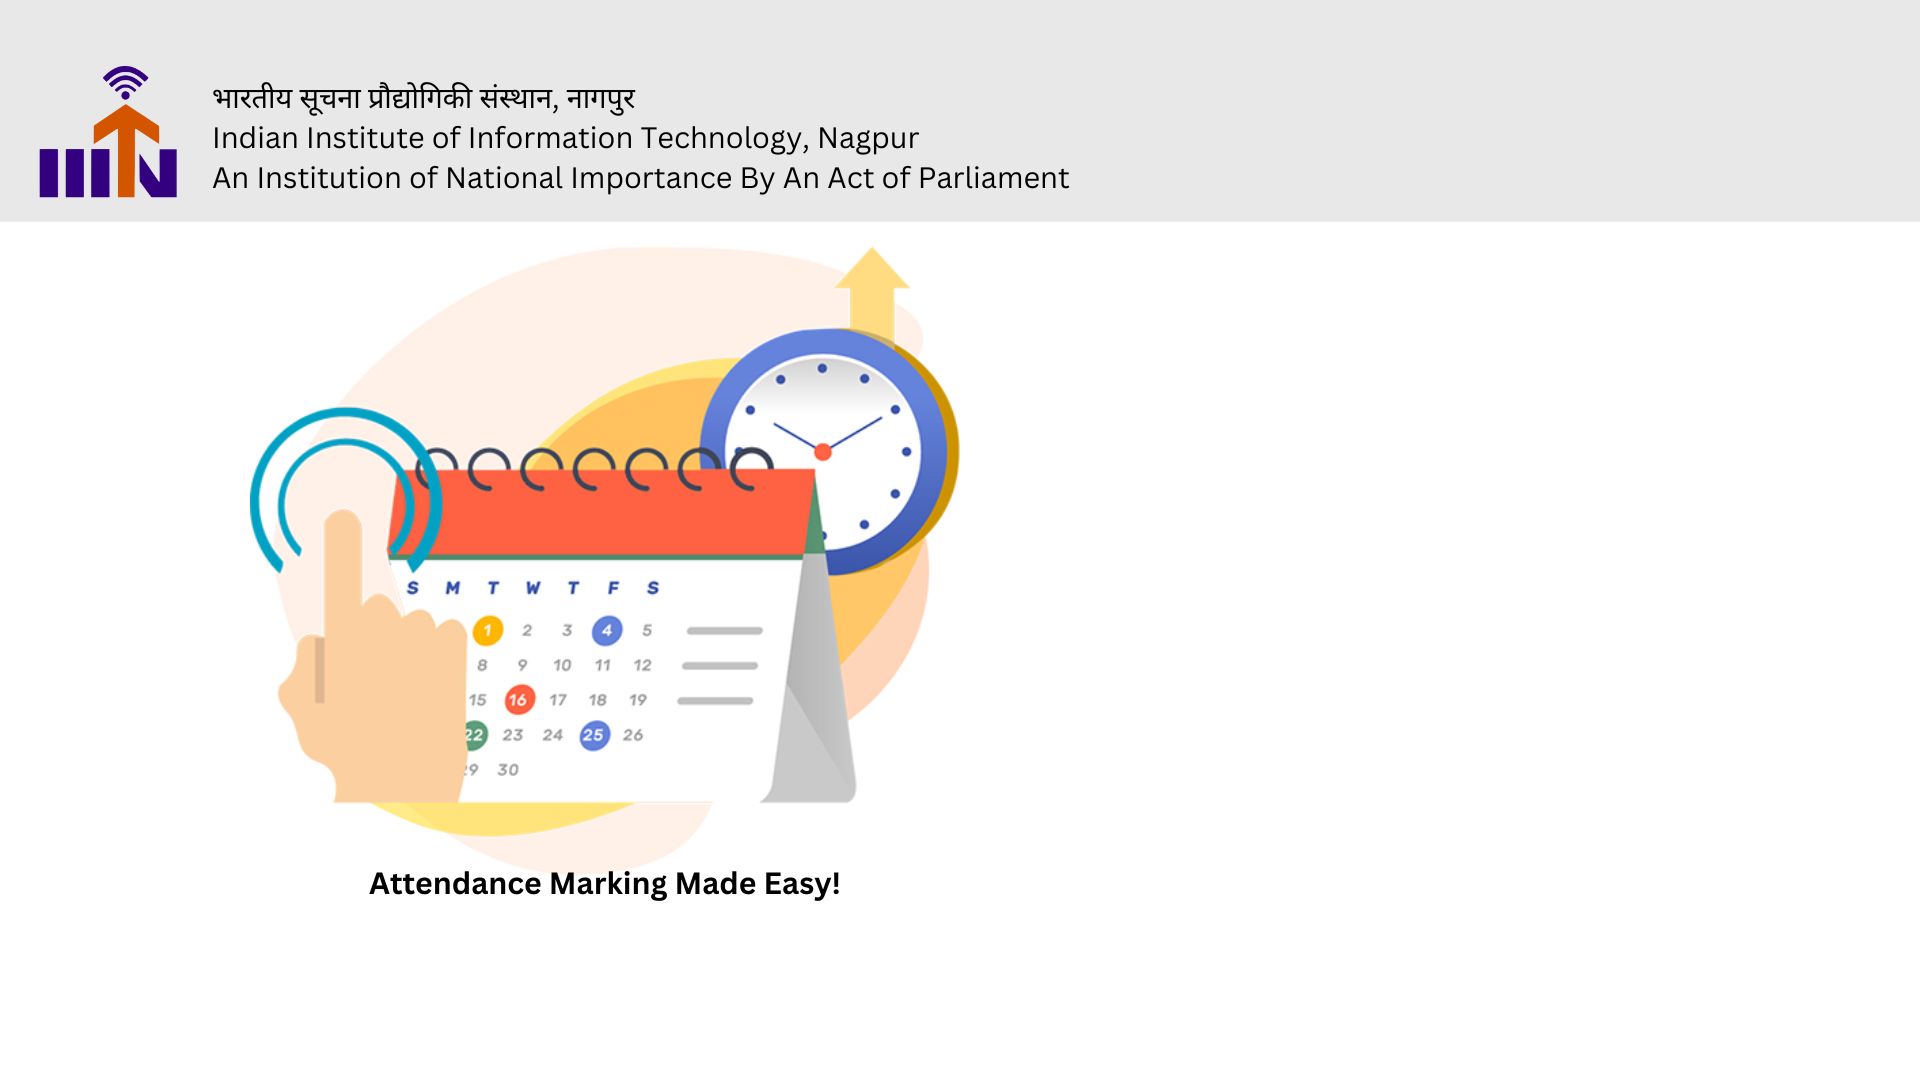 भारतीय सूचना प्रौद्योगिकी संस्थान, नागपुर
Indian Institute of Information Technology, Nagpur
An Institution of National Importance By An Act of Parliament
IIITN
S M T W T F S
1 2 3 4 5
8 9 10 11 12
15 16 17 18 19
22 23 24 25 26
29 30
Attendance Marking Made Easy!